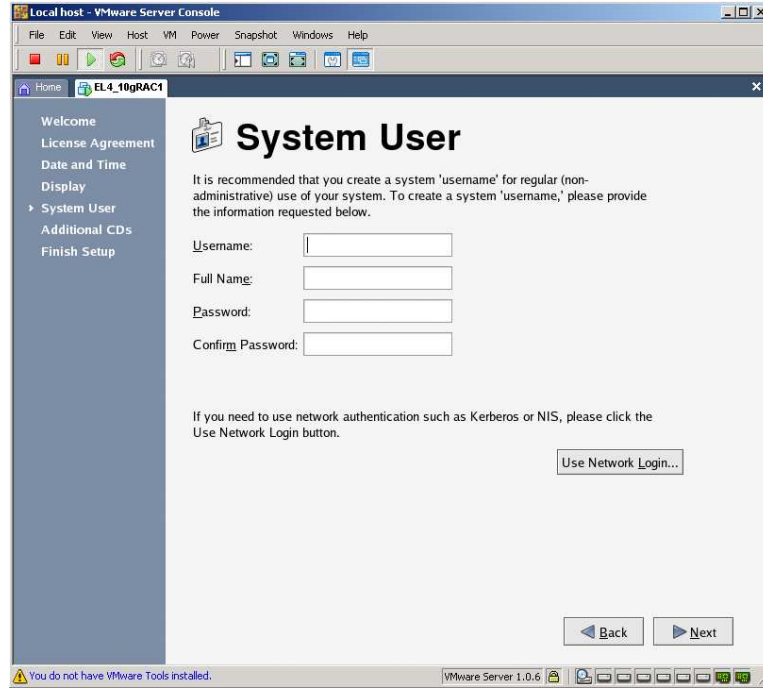 Local host - VMware Server Console
File Edit View Host VM Power Snapshot Windows Help
Home EL4_10gRAC1
Welcome
License Agreement
Date and Time
Display
System User
Additional CDs
Finish Setup
System User
It is recommended that you create a system 'username' for regular (non-
administrative) use of your system. To create a system 'username,' please provide
the information requested below.
Username:
Full Name:
Password:
Confirm Password:
If you need to use network authentication such as Kerberos or NIS, please click the
Use Network Login button.
Use Network Login...
Back Next
You do not have VMware Tools installed.
VMware Server 1.0.6